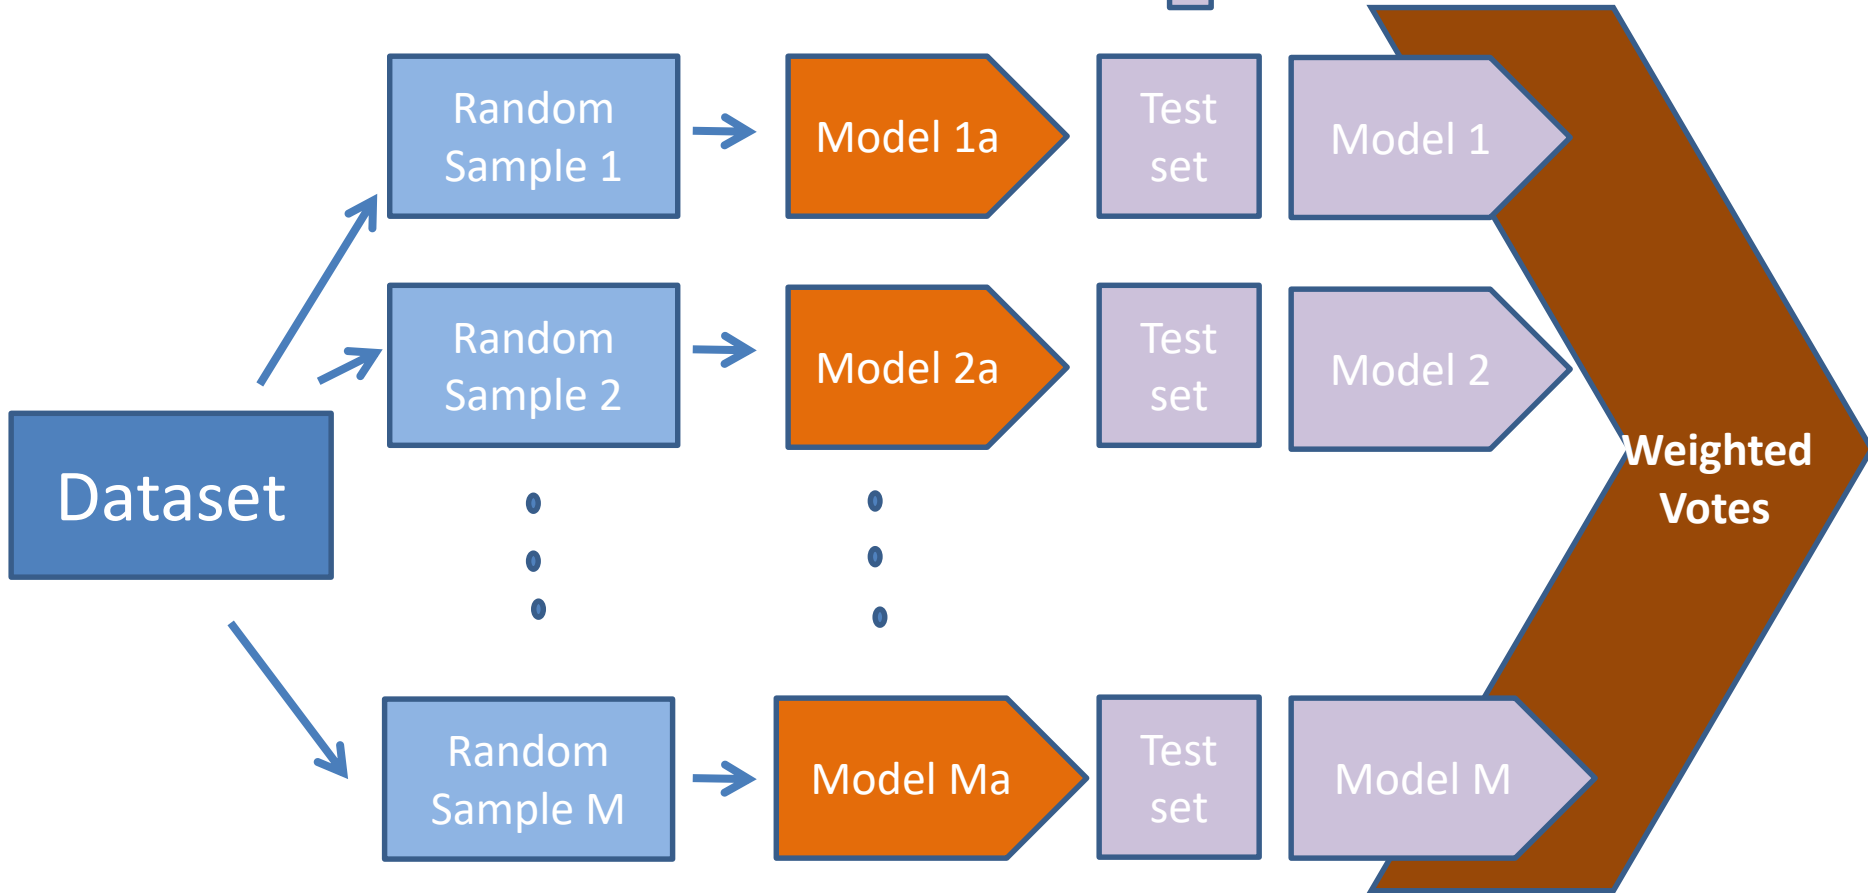 Random
Sample 1
Model 1a
Test
set
Model 1
Random
Sample 2
Model 2a
Test
set
Model 2
Dataset
Weighted
Votes
Random
Sample M
Model Ma
Test
set
Model M